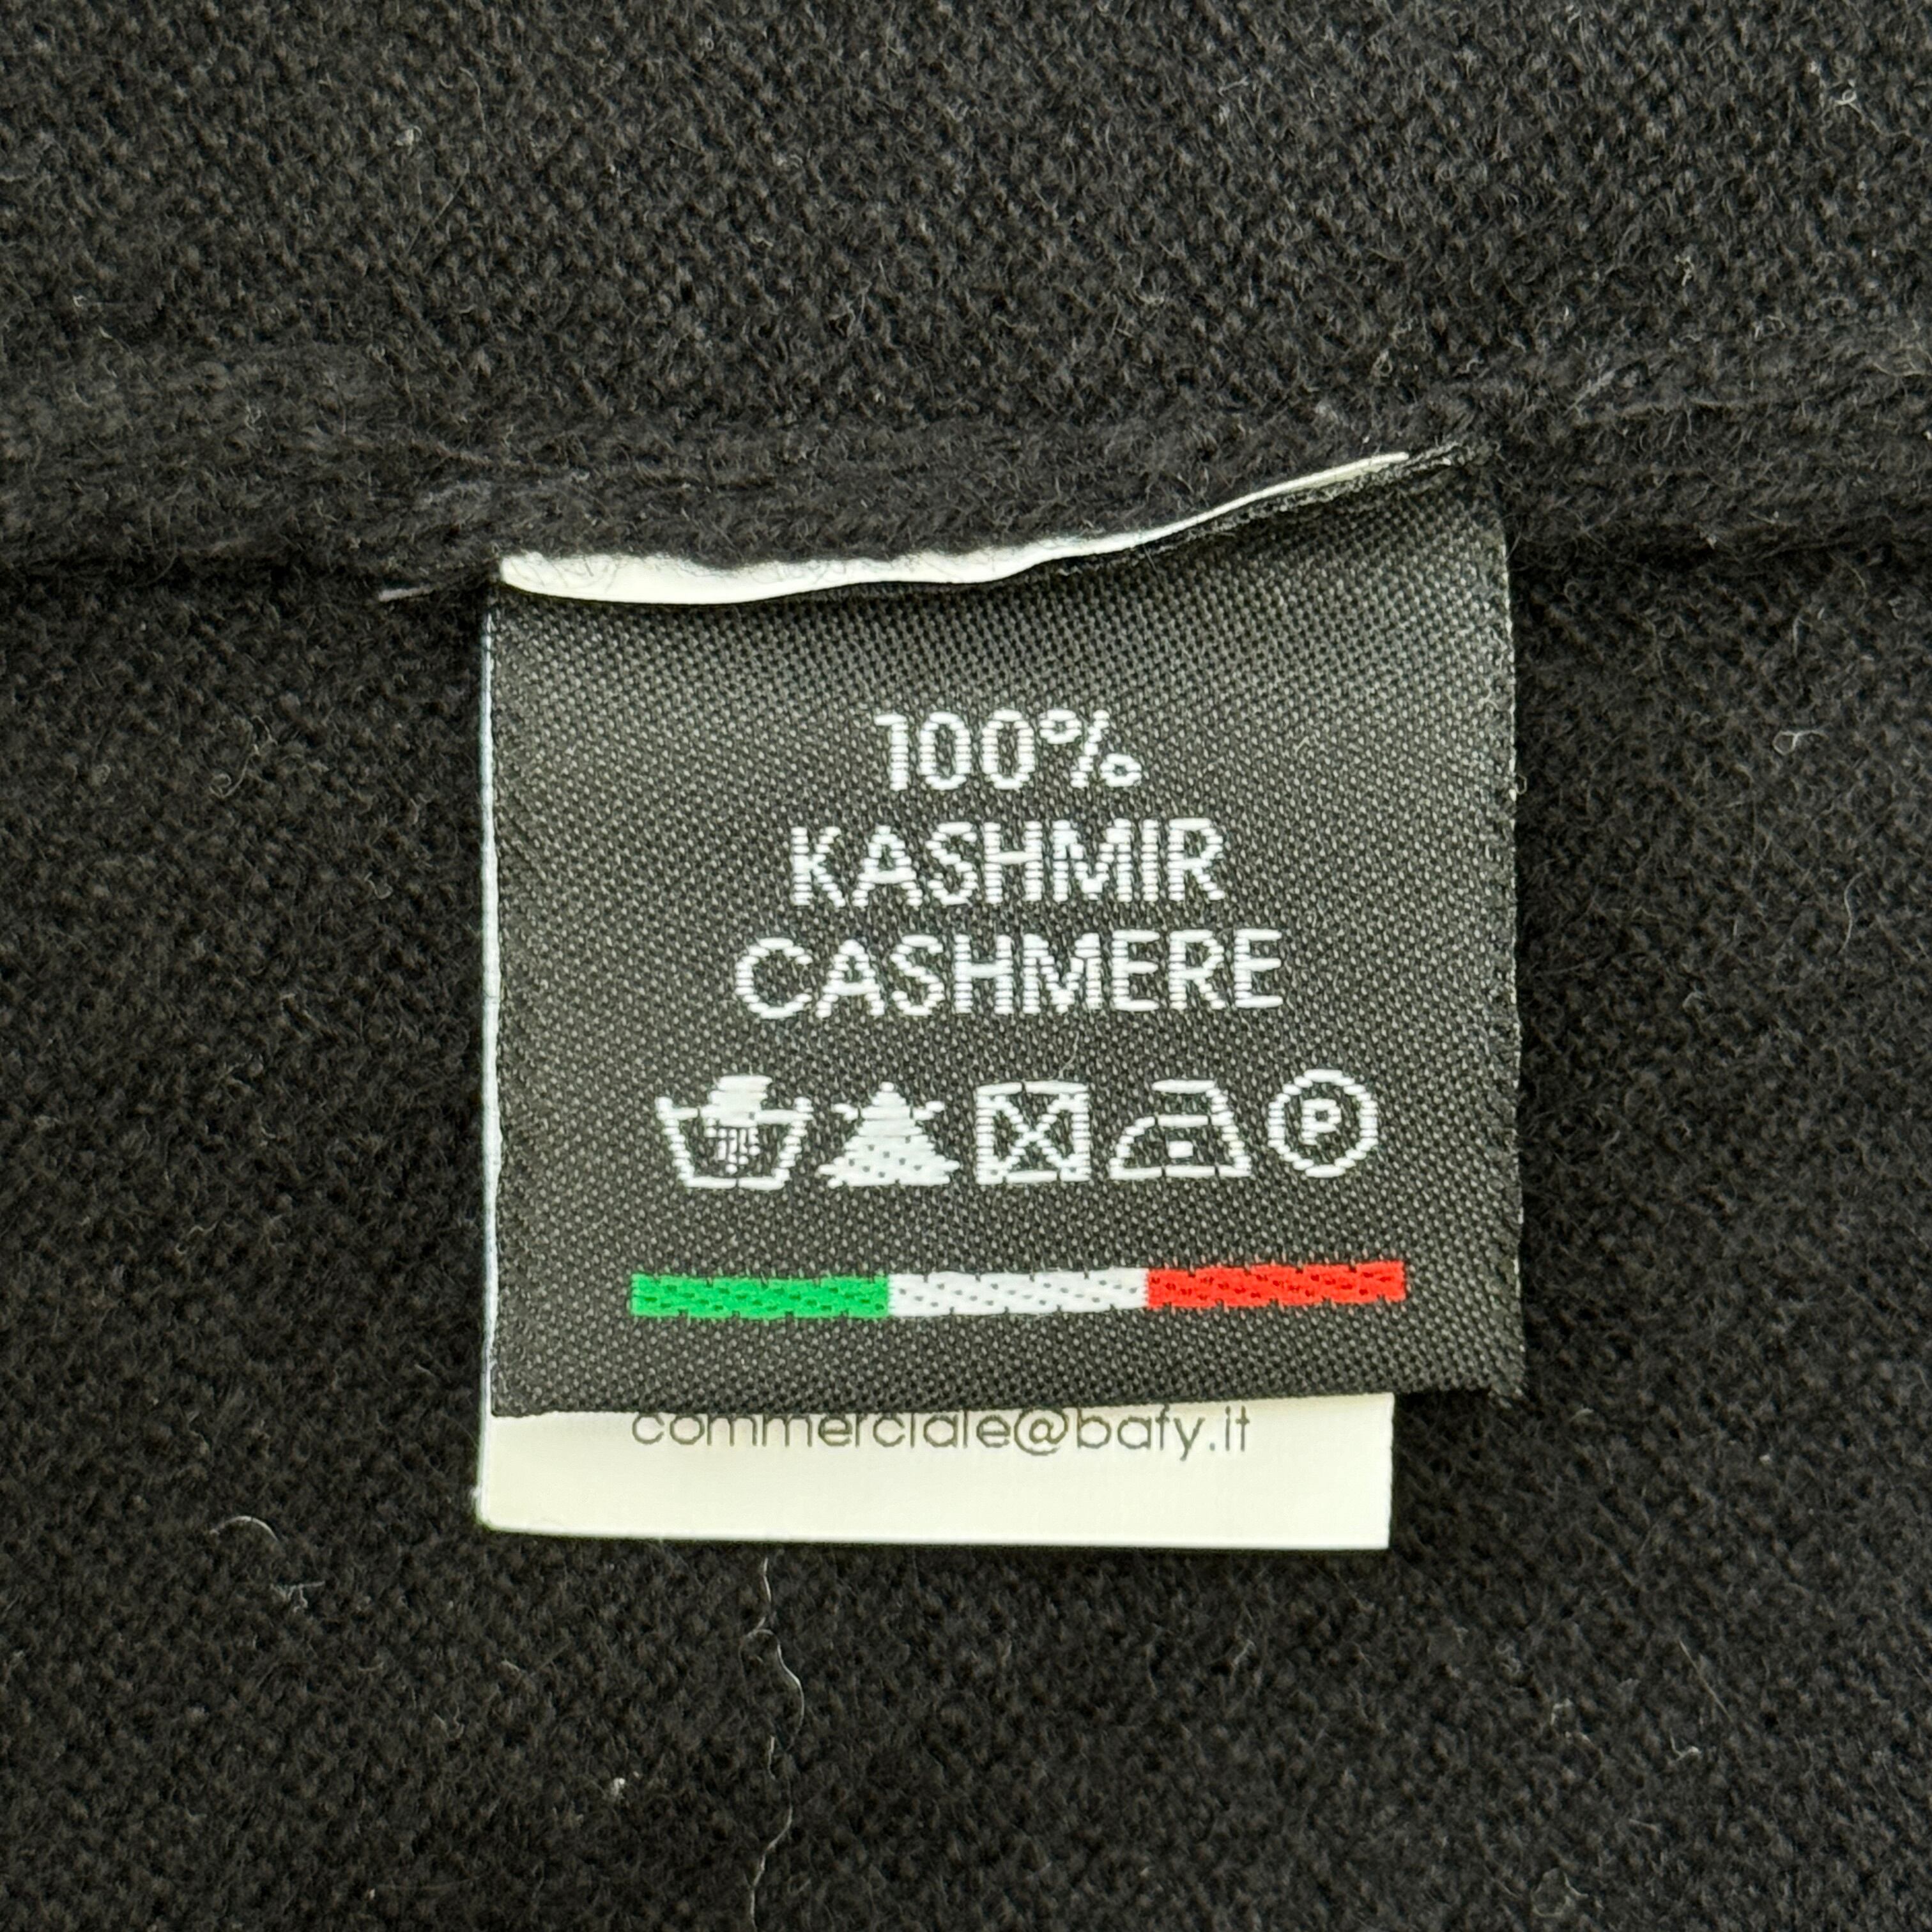 100%
KASHMIR
CASHMERE
P
commerciale@bafy.it